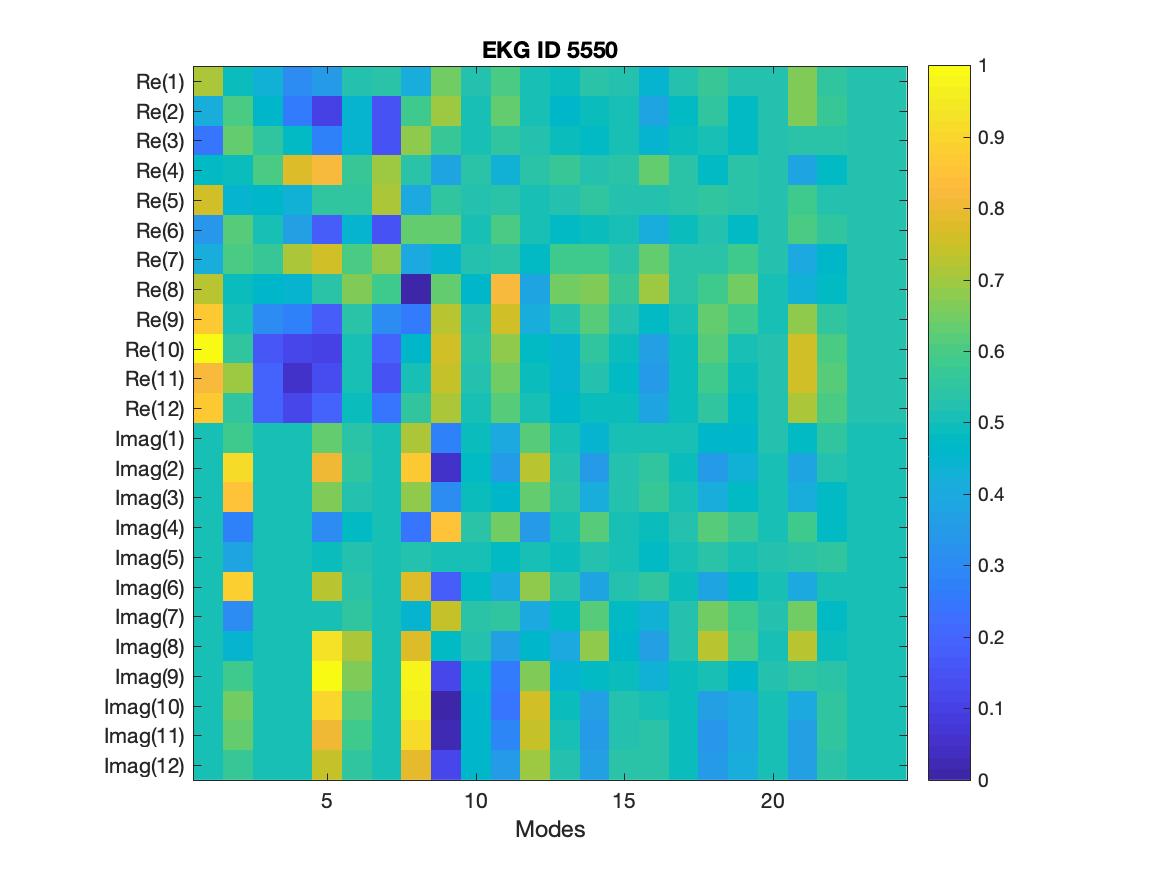 EKG ID 5550
Re(1)
Re(2)
Re(3)
Re(4)
Re(5)
Re(6)
Re(7)
Re(8)
Re(9)
Re(10)
Re(11)
Re(12)
Imag(1)
Imag(2)
Imag(3)
Imag(4)
Imag(5)
Imag(6)
Imag(7)
Imag(8)
Imag(9)
Imag(10)
Imag(11)
Imag(12)
5 10 15 20
Modes
1
0.9
0.8
0.7
0.6
0.5
0.4
0.3
0.2
0.1
0